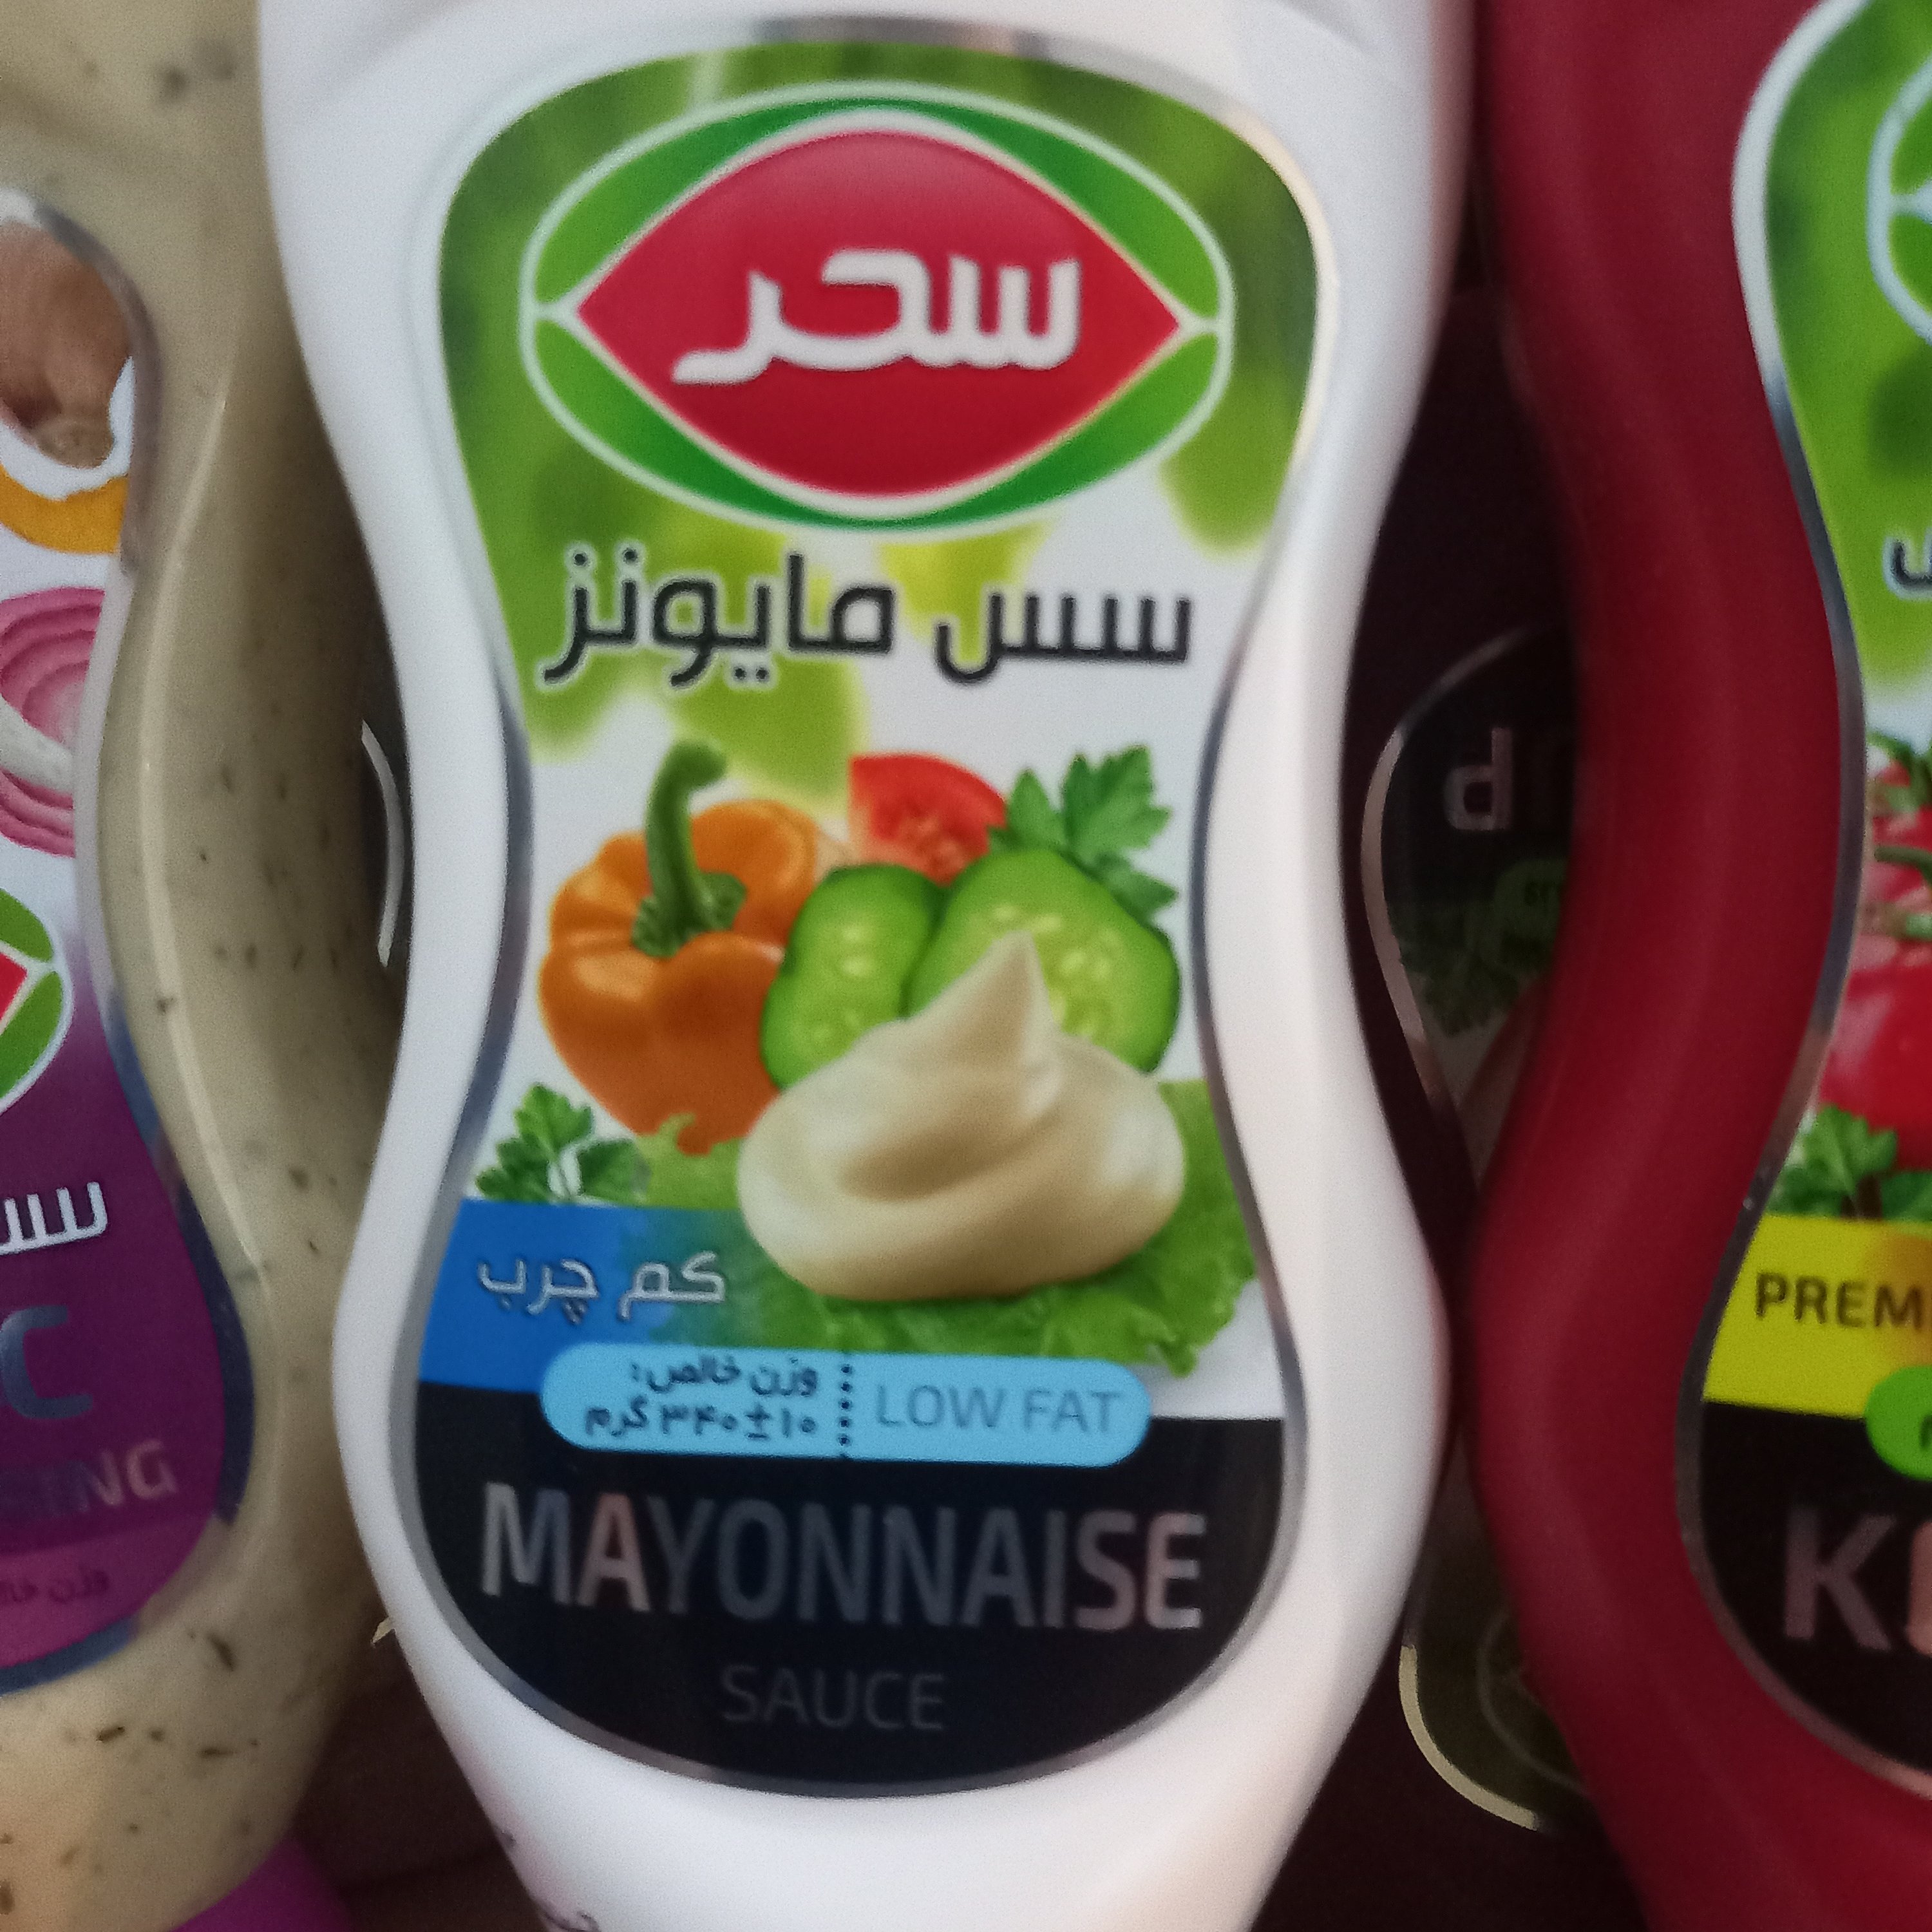 سحر
سس مایونز
کم چرب
وزن خالص:
۳۴۰±۱۰ گرم
LOW FAT
MAYONNAISE
SAUCE